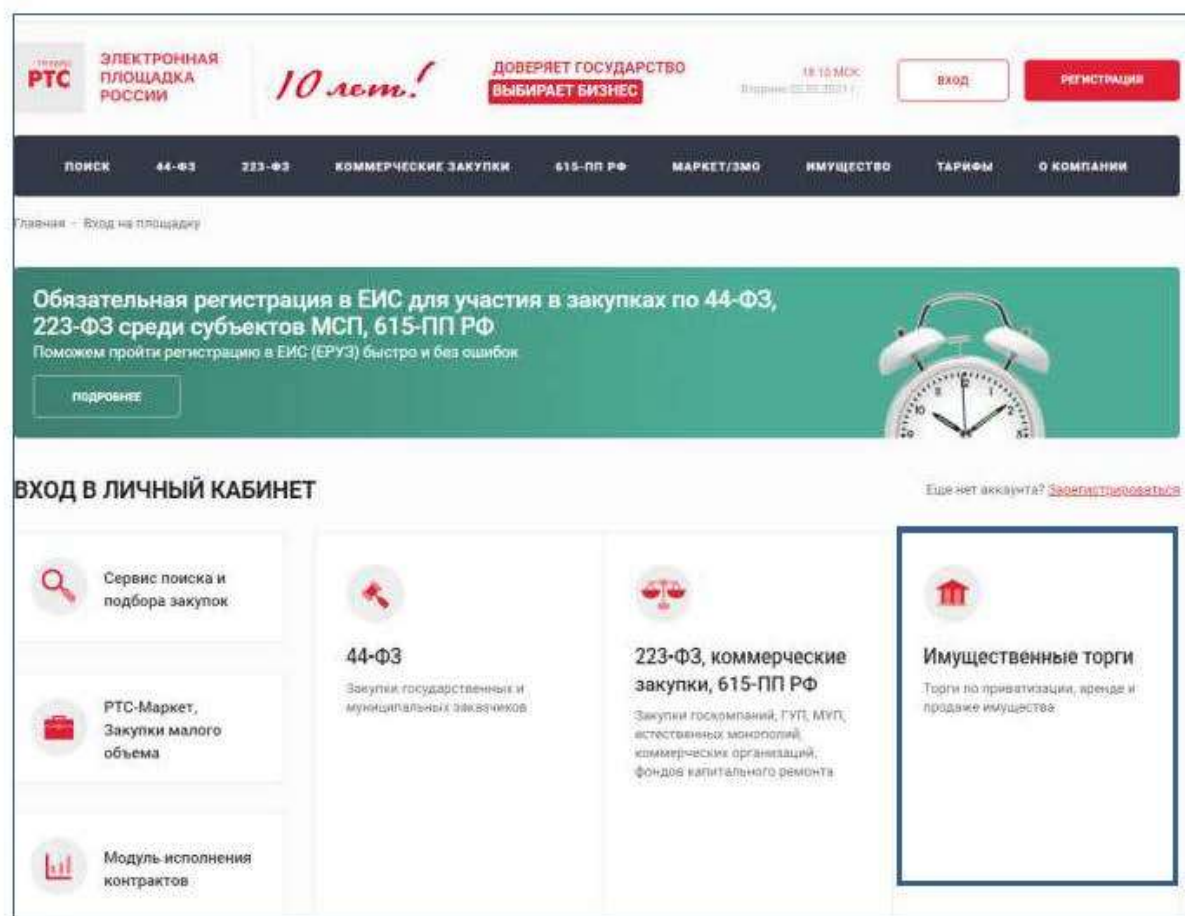 ТЕНДЕР
РТС
ЭЛЕКТРОННАЯ
ПЛОЩАДКА
РОССИИ
10 лет!
ДОВЕРЯЕТ ГОСУДАРСТВО
ВЫБИРАЕТ БИЗНЕС
МСК
Вторник
ВХОД
РЕГИСТРАЦИЯ
ПОИСК 44-ФЗ 223-ФЗ КОММЕРЧЕСКИЕ ЗАКУПКИ 615-ПП РФ МАРКЕТ/ЗМО ИМУЩЕСТВО ТАРИФЫ О КОМПАНИИ
Главная - Вход на площадку
Обязательная регистрация в ЕИС для участия в закупках по 44-ФЗ,
223-ФЗ среди субъектов МСП, 615-ПП РФ
Поможем пройти регистрацию в ЕИС (ЕРУЗ) быстро и без ошибок
ПОДРОБНЕЕ
ВХОД В ЛИЧНЫЙ КАБИНЕТ
Еще нет аккаунта? Зарегистрироваться
Сервис поиска и
подбора закупок
РТС-Маркет,
Закупки малого
объема
Модуль исполнения
контрактов
44-ФЗ
Закупки государственных и
муниципальных заказчиков
223-ФЗ, коммерческие
закупки, 615-ПП РФ
Закупки госкомпаний, ГУП, МУП,
естественных монополий,
коммерческих организаций,
фондов капитального ремонта
Имущественные торги
Торги по приватизации, аренде и
продаже имущества